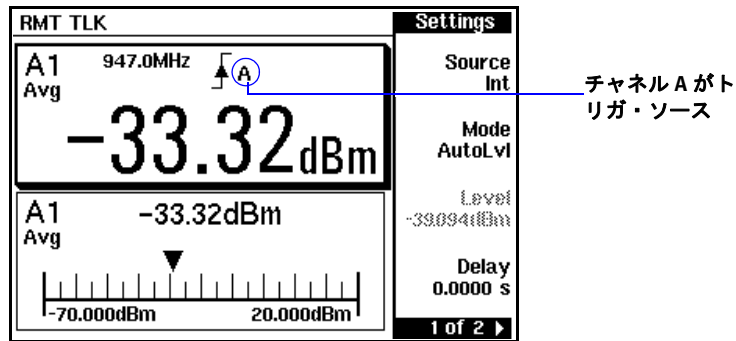 RMT TLK
Settings
A1
Avg
947.0MHz
A
-33.32dBm
Source
Int
Mode
AutoLvl
Level
-39.094dBm
Delay
0.0000 s
A1
Avg
-33.32dBm
-70.000dBm
20.000dBm
1 of 2
チャネル A がト
リガ・ソース